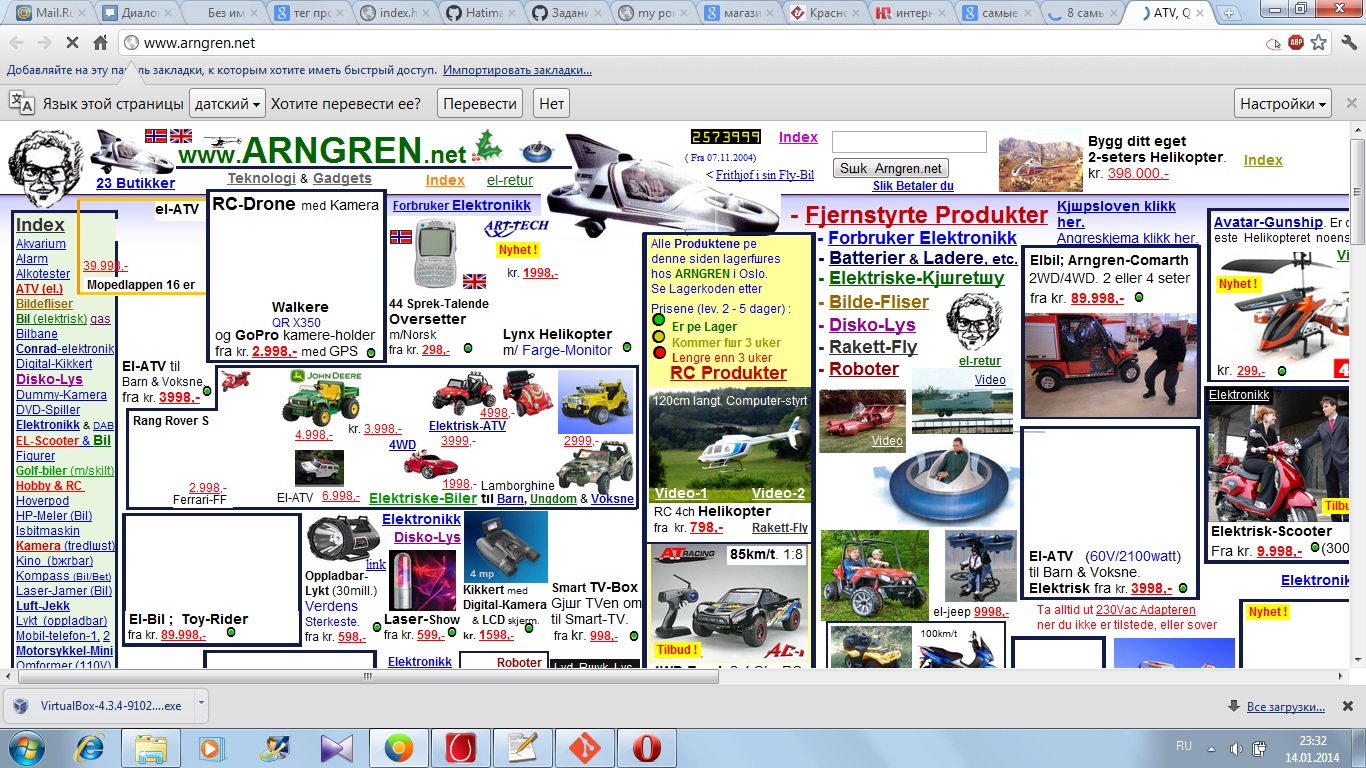 Mail.Ru
Диало
Без им
тег про
index.h
Hatima
Задани
my por
магази
Красно
интерн
самые
8 самь
ATV, Q
www.arngren.net
ABP
Добавляйте на эту панель закладки, к которым хотите иметь быстрый доступ. Импортировать закладки...
Язык этой страницы датский Хотите перевести ее? Перевести Нет Настройки
www.ARNGREN.net
23 Butikker
Teknologi & Gadgets
Index
el-retur
2573999
( Fra 07.11.2004)
< Frithjof i sin Fly-Bil
Index
Suk Arngren.net
Slik Betaler du
Bygg ditt eget
2-seters Helikopter.
kr. 398 000.-
Index
Index
Akvarium
Alarm
Alkotester
ATV (el.)
Bildefliser
Bil (elektrisk) gas
Bilbane
Conrad-elektronik
Digital-Kikkert
Disko-Lys
Dummy-Kamera
DVD-Spiller
Elektronikk & DAB
EL-Scooter & Bil
Figurer
Golf-biler (m/skilt)
Hobby & RC
Hoverpod
HP-Meler (Bil)
Isbitmaskin
Kamera (tredlust)
Kino (bжrbar)
Kompass (Bil/Bet)
Laser-Jamer (Bil)
Luft-Jekk
Lykt (oppladbar)
Mobil-telefon-1, 2
Motorsykkel-Mini
Omformer (110V)
el-ATV
39.998,-
Mopedlappen 16 er
RC-Drone med Kamera
Walkere
QR X350
og GoPro kamere-holder
fra kr. 2.998,- med GPS
Forbruker Elektronikk
ART-TECH
Nyhet !
kr. 1998,-
44 Sprek-Talende
Oversetter
m/Norsk
fra kr. 298,-
Lynx Helikopter
m/ Farge-Monitor
El-ATV til
Barn & Voksne.
fra kr. 3998,-
Rang Rover S
2.998,-
Ferrari-FF
JOHN DEERE
4.998,-
kr. 3.998,-
El-ATV 6.998,-
4WD
Elektrisk-ATV
3999,-
4998,-
2999,-
1998,- Lamborghine
Elektriske-Biler til Barn, Ungdom & Voksne
El-Bil ; Toy-Rider
fra kr. 89.998,-
link
Oppladbar-
Lykt (30mill.)
Verdens
Sterkeste.
fra kr. 598,-
Elektronikk
Disko-Lys
Laser-Show
fra kr. 599,-
4 mp
Kikkert med
Digital-Kamera
& LCD skjerm.
kr. 1598,-
Smart TV-Box
Gjшr TVen om
til Smart-TV.
Fra kr. 998,-
Elektronikk
Roboter
Alle Produktene pe
denne siden lagerfшres
hos ARNGREN i Oslo.
Se Lagerkoden etter
Prisene (lev. 2 - 5 dager) :
Er pe Lager
Kommer fшr 3 uker
Lengre enn 3 uker
RC Produkter
120cm langt. Computer-styrt
Video-1
Video-2
RC 4ch Helikopter
fra kr. 798,-
Rakett-Fly
AT RACING
85km/t. 1:8
Tilbud !
- Fjernstyrte Produkter
- Forbruker Elektronikk
- Batterier & Ladere, etc.
- Elektriske-Kjшretшy
- Bilde-Fliser
- Disko-Lys
- Rakett-Fly
- Roboter
el-retur
Video
Video
el-jeep 9998,-
100km/t
Kjшpsloven klikk
her.
Angreskjema klikk her.
Elbil; Arngren-Comarth
2WD/4WD. 2 eller 4 seter
fra kr. 89.998,-
El-ATV (60V/2100watt)
til Barn & Voksne.
Elektrisk fra kr. 3998,-
Ta alltid ut 230Vac Adapteren
ner du ikke er tilstede, eller sover
Avatar-Gunship. Er d
este Helikopteret noens
Nyhet !
kr. 299,-
Elektronikk
Tilbu
Elektrisk-Scooter
Fra kr. 9.998,- (300
Elektronik
Nyhet !
VirtualBox-4.3.4-9102....exe
Все загрузки...
RU
23:32
14.01.2014